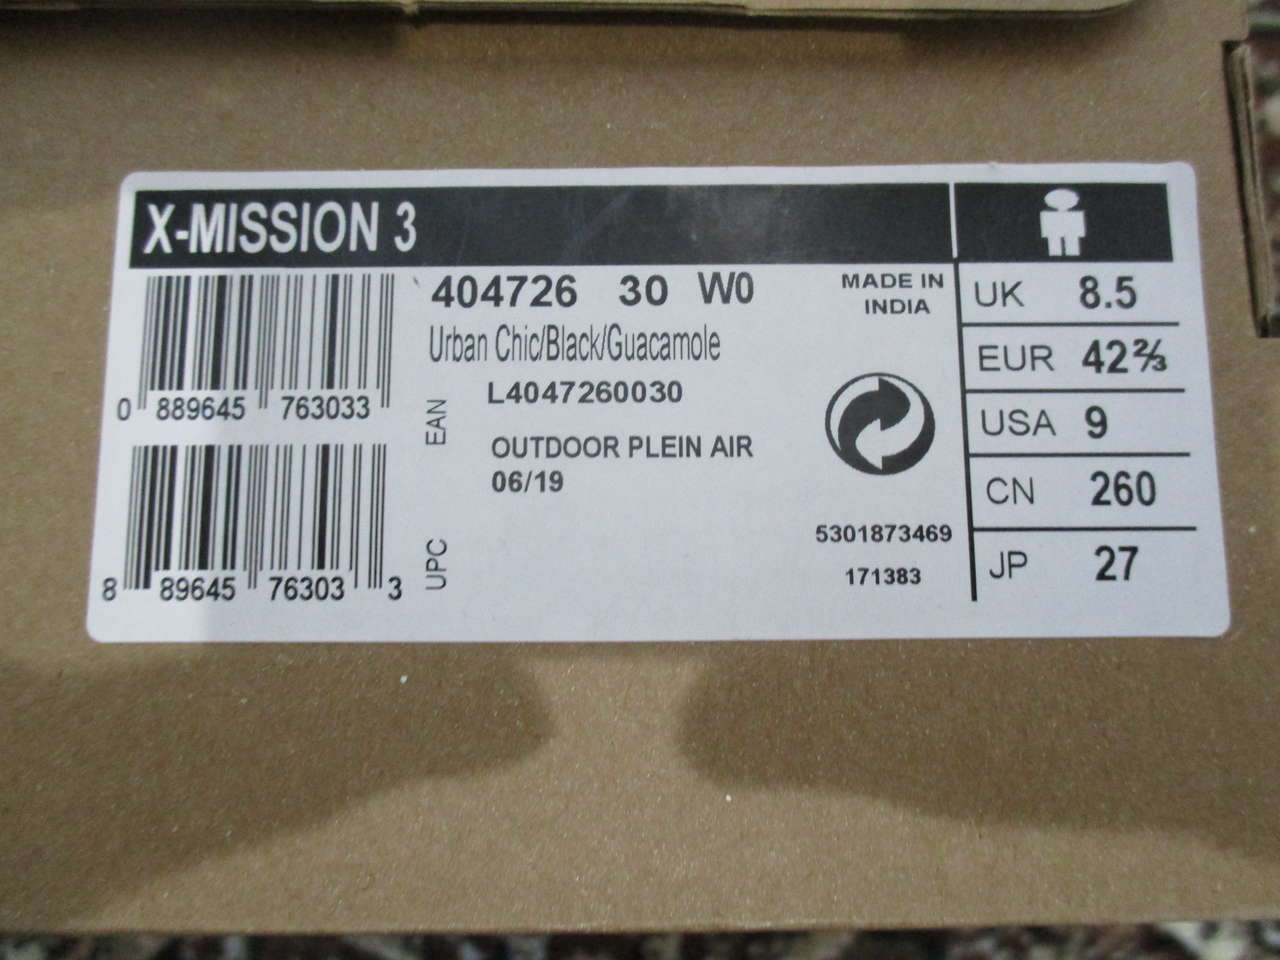 X-MISSION 3
404726 30 W0
Urban Chic/Black/Guacamole
L4047260030
OUTDOOR PLEIN AIR
06/19
0 889645 763033
EAN
8 89645 76303 3
UPC
MADE IN
INDIA
5301873469
171383
UK 8.5
EUR 42⅔
USA 9
CN 260
JP 27